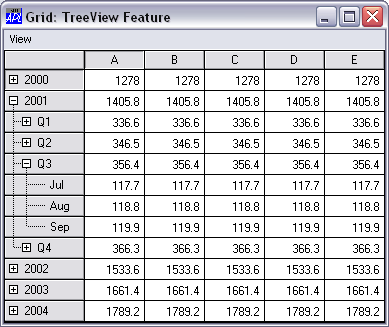 Grid: TreeView Feature
View
A B C D E
2000 1278 1278 1278 1278 1278
2001 1405.8 1405.8 1405.8 1405.8 1405.8
Q1 336.6 336.6 336.6 336.6 336.6
Q2 346.5 346.5 346.5 346.5 346.5
Q3 356.4 356.4 356.4 356.4 356.4
Jul 117.7 117.7 117.7 117.7 117.7
Aug 118.8 118.8 118.8 118.8 118.8
Sep 119.9 119.9 119.9 119.9 119.9
Q4 366.3 366.3 366.3 366.3 366.3
2002 1533.6 1533.6 1533.6 1533.6 1533.6
2003 1661.4 1661.4 1661.4 1661.4 1661.4
2004 1789.2 1789.2 1789.2 1789.2 1789.2